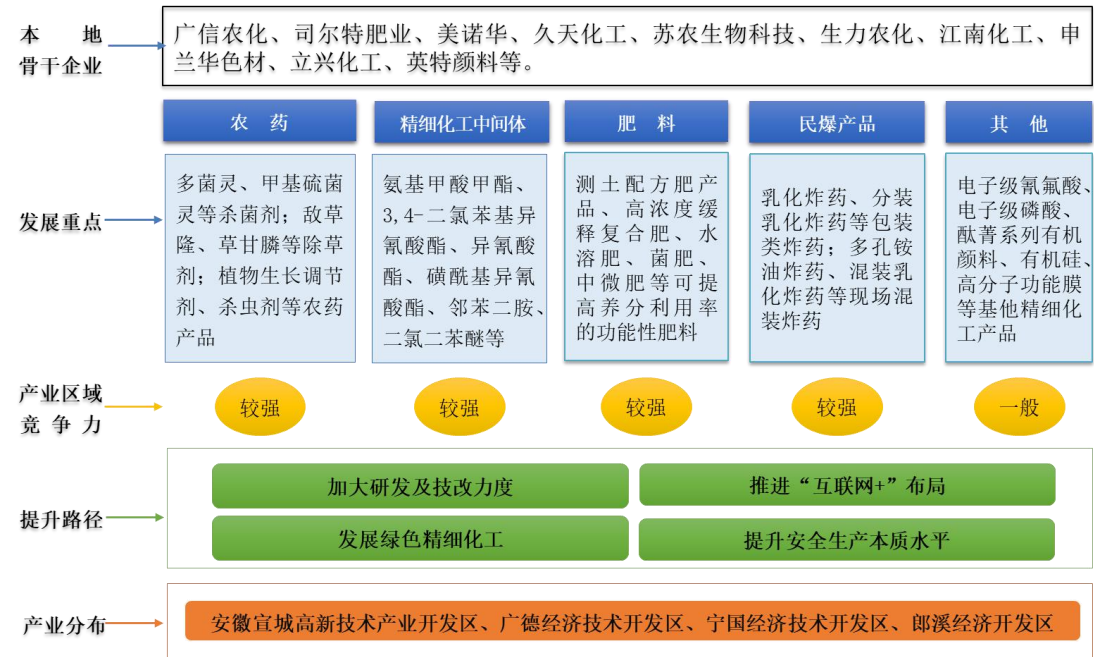 本 地
骨干企业
广信农化、司尔特肥业、美诺华、久天化工、苏农生物科技、生力农化、江南化工、申
兰华色材、立兴化工、英特颜料等。
农 药
精细化工中间体
肥 料
民爆产品
其 他
发展重点
多菌灵、甲基硫菌
灵等杀菌剂；敌草
隆、草甘膦等除草
剂；植物生长调节
剂、杀虫剂等农药
产品
氨基甲酸甲酯、
3,4-二氯苯基异
氰酸酯、异氰酸
酯、磺酰基异氰
酸酯、邻苯二胺、
二氯二苯醚等
测土配方肥产
品、高浓度缓
释复合肥、水
溶肥、菌肥、
中微肥等可提
高养分利用率
的功能性肥料
乳化炸药、分装
乳化炸药等包装
类炸药；多孔铵
油炸药、混装乳
化炸药等现场混
装炸药
电子级氰氟酸、
电子级磷酸、
酞菁系列有机
颜料、有机硅、
高分子功能膜
等基他精细化
工产品
产业区域
竞 争 力
较强
较强
较强
较强
一般
提升路径
加大研发及技改力度
推进“互联网+”布局
发展绿色精细化工
提升安全生产本质水平
产业分布
安徽宣城高新技术产业开发区、广德经济技术开发区、宁国经济技术开发区、郎溪经济开发区